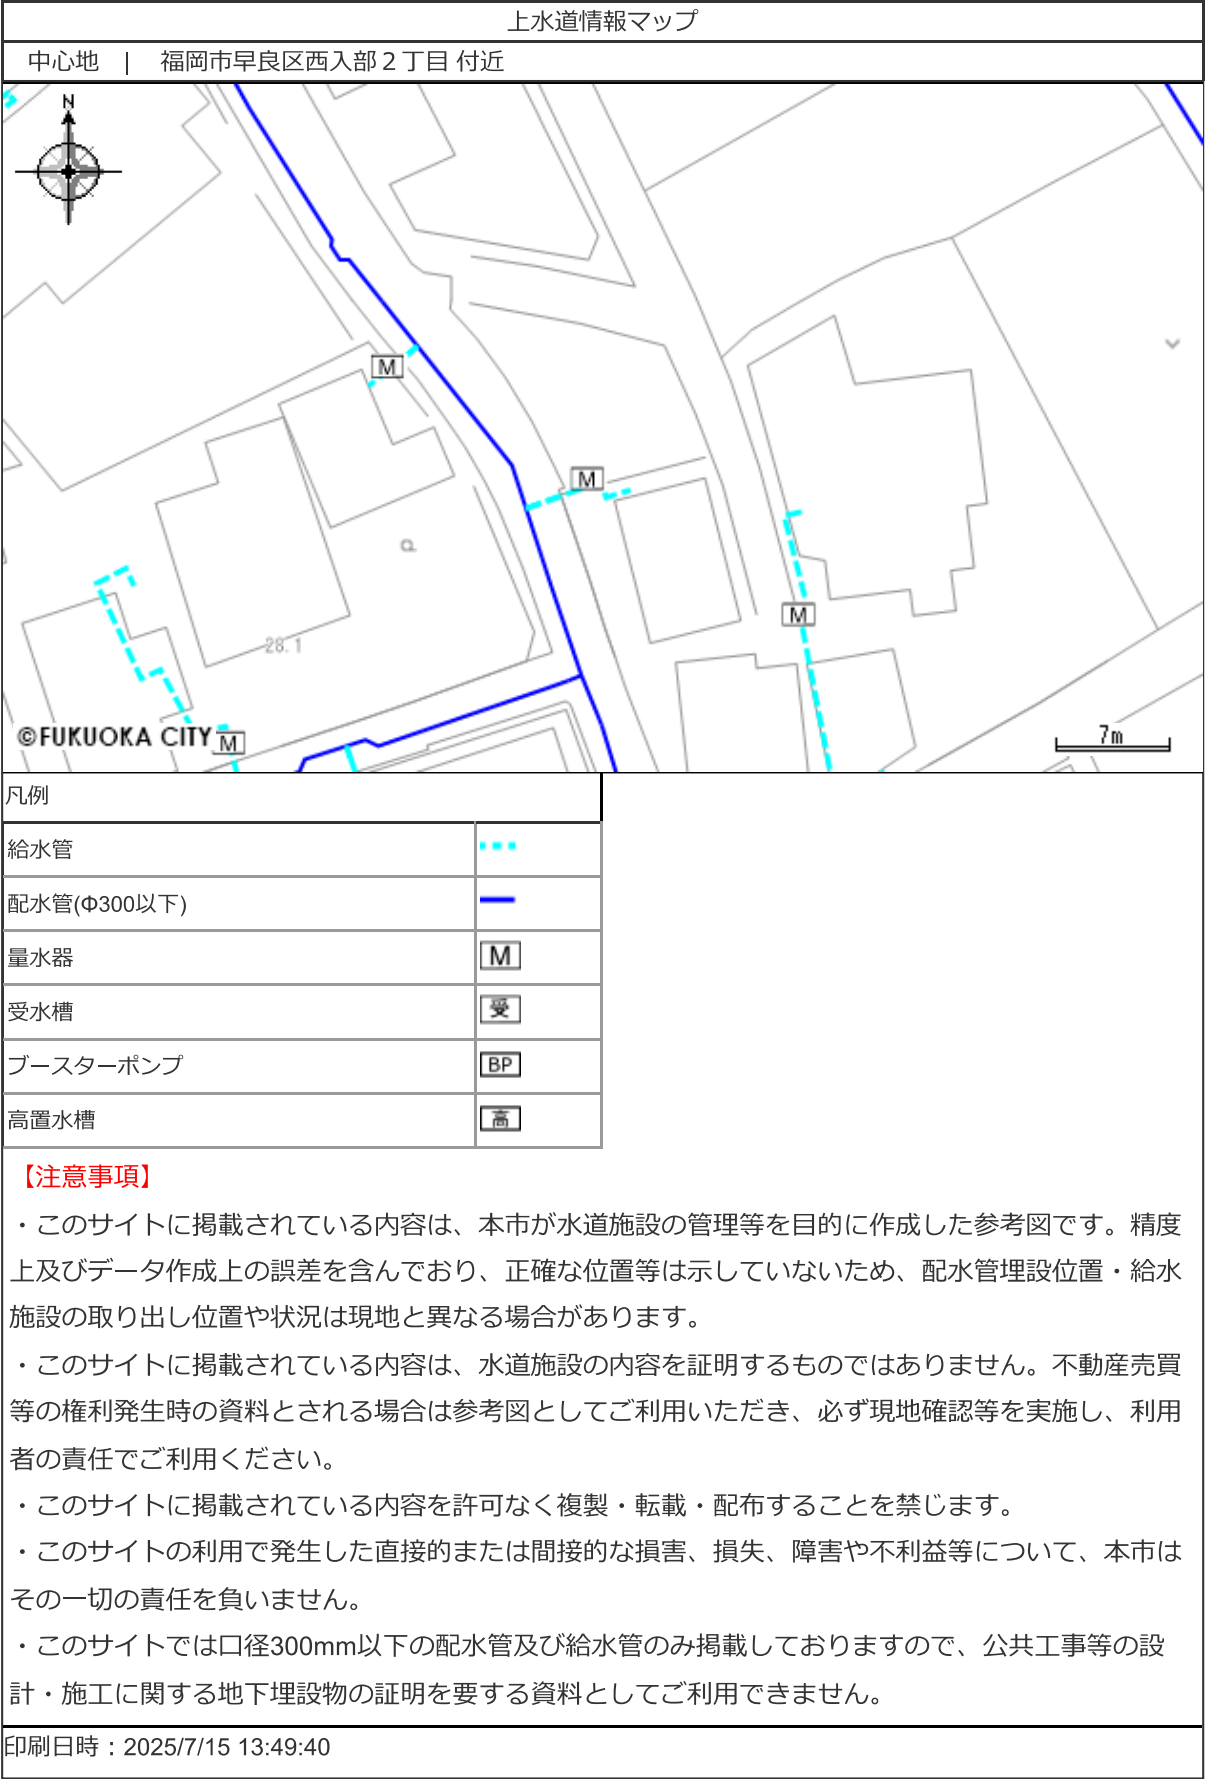 上水道情報マップ
中心地 | 福岡市早良区西入部２丁目 付近
N
M
M
M
28.1
©FUKUOKA CITY
M
7m
凡例
給水管
配水管(Φ300以下)
量水器 M
受水槽 受
ブースターポンプ BP
高置水槽 高
【注意事項】
・このサイトに掲載されている内容は、本市が水道施設の管理等を目的に作成した参考図です。精度
上及びデータ作成上の誤差を含んでおり、正確な位置等は示していないため、配水管埋設位置・給水
施設の取り出し位置や状況は現地と異なる場合があります。
・このサイトに掲載されている内容は、水道施設の内容を証明するものではありません。不動産売買
等の権利発生時の資料とされる場合は参考図としてご利用いただき、必ず現地確認等を実施し、利用
者の責任でご利用ください。
・このサイトに掲載されている内容を許可なく複製・転載・配布することを禁じます。
・このサイトの利用で発生した直接的または間接的な損害、損失、障害や不利益等について、本市は
その一切の責任を負いません。
・このサイトでは口径300mm以下の配水管及び給水管のみ掲載しておりますので、公共工事等の設
計・施工に関する地下埋設物の証明を要する資料としてご利用できません。
印刷日時：2025/7/15 13:49:40